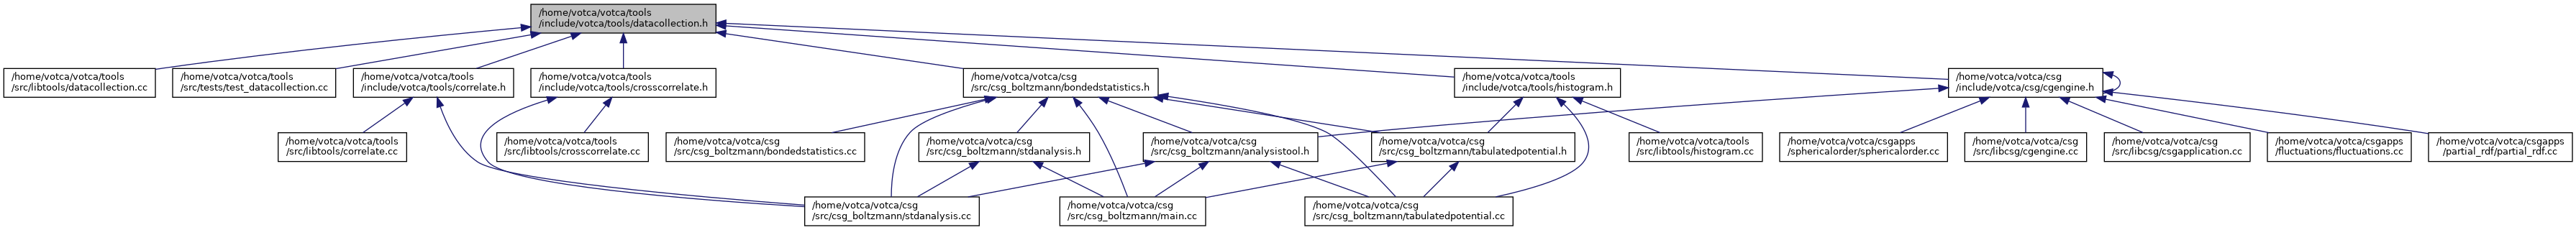 /home/votca/votca/tools
/include/votca/tools/datacollection.h
/home/votca/votca/tools
/src/libtools/datacollection.cc
/home/votca/votca/tools
/src/tests/test_datacollection.cc
/home/votca/votca/tools
/include/votca/tools/correlate.h
/home/votca/votca/tools
/include/votca/tools/crosscorrelate.h
/home/votca/votca/csg
/src/csg_boltzmann/bondedstatistics.h
/home/votca/votca/tools
/include/votca/tools/histogram.h
/home/votca/votca/csg
/include/votca/csg/cgengine.h
/home/votca/votca/tools
/src/libtools/correlate.cc
/home/votca/votca/tools
/src/libtools/crosscorrelate.cc
/home/votca/votca/csg
/src/csg_boltzmann/bondedstatistics.cc
/home/votca/votca/csg
/src/csg_boltzmann/stdanalysis.h
/home/votca/votca/csg
/src/csg_boltzmann/analysistool.h
/home/votca/votca/csg
/src/csg_boltzmann/tabulatedpotential.h
/home/votca/votca/tools
/src/libtools/histogram.cc
/home/votca/votca/csgapps
/sphericalorder/sphericalorder.cc
/home/votca/votca/csg
/src/libcsg/cgengine.cc
/home/votca/votca/csg
/src/libcsg/csgapplication.cc
/home/votca/votca/csgapps
/fluctuations/fluctuations.cc
/home/votca/votca/csgapps
/partial_rdf/partial_rdf.cc
/home/votca/votca/csg
/src/csg_boltzmann/stdanalysis.cc
/home/votca/votca/csg
/src/csg_boltzmann/main.cc
/home/votca/votca/csg
/src/csg_boltzmann/tabulatedpotential.cc